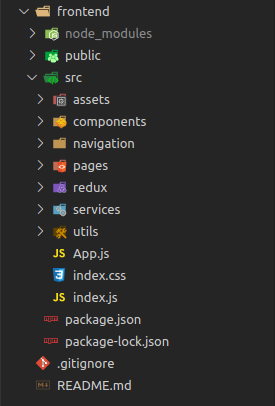 frontend
node_modules
public
src
assets
components
navigation
pages
redux
services
utils
JS App.js
index.css
JS index.js
package.json
package-lock.json
.gitignore
README.md